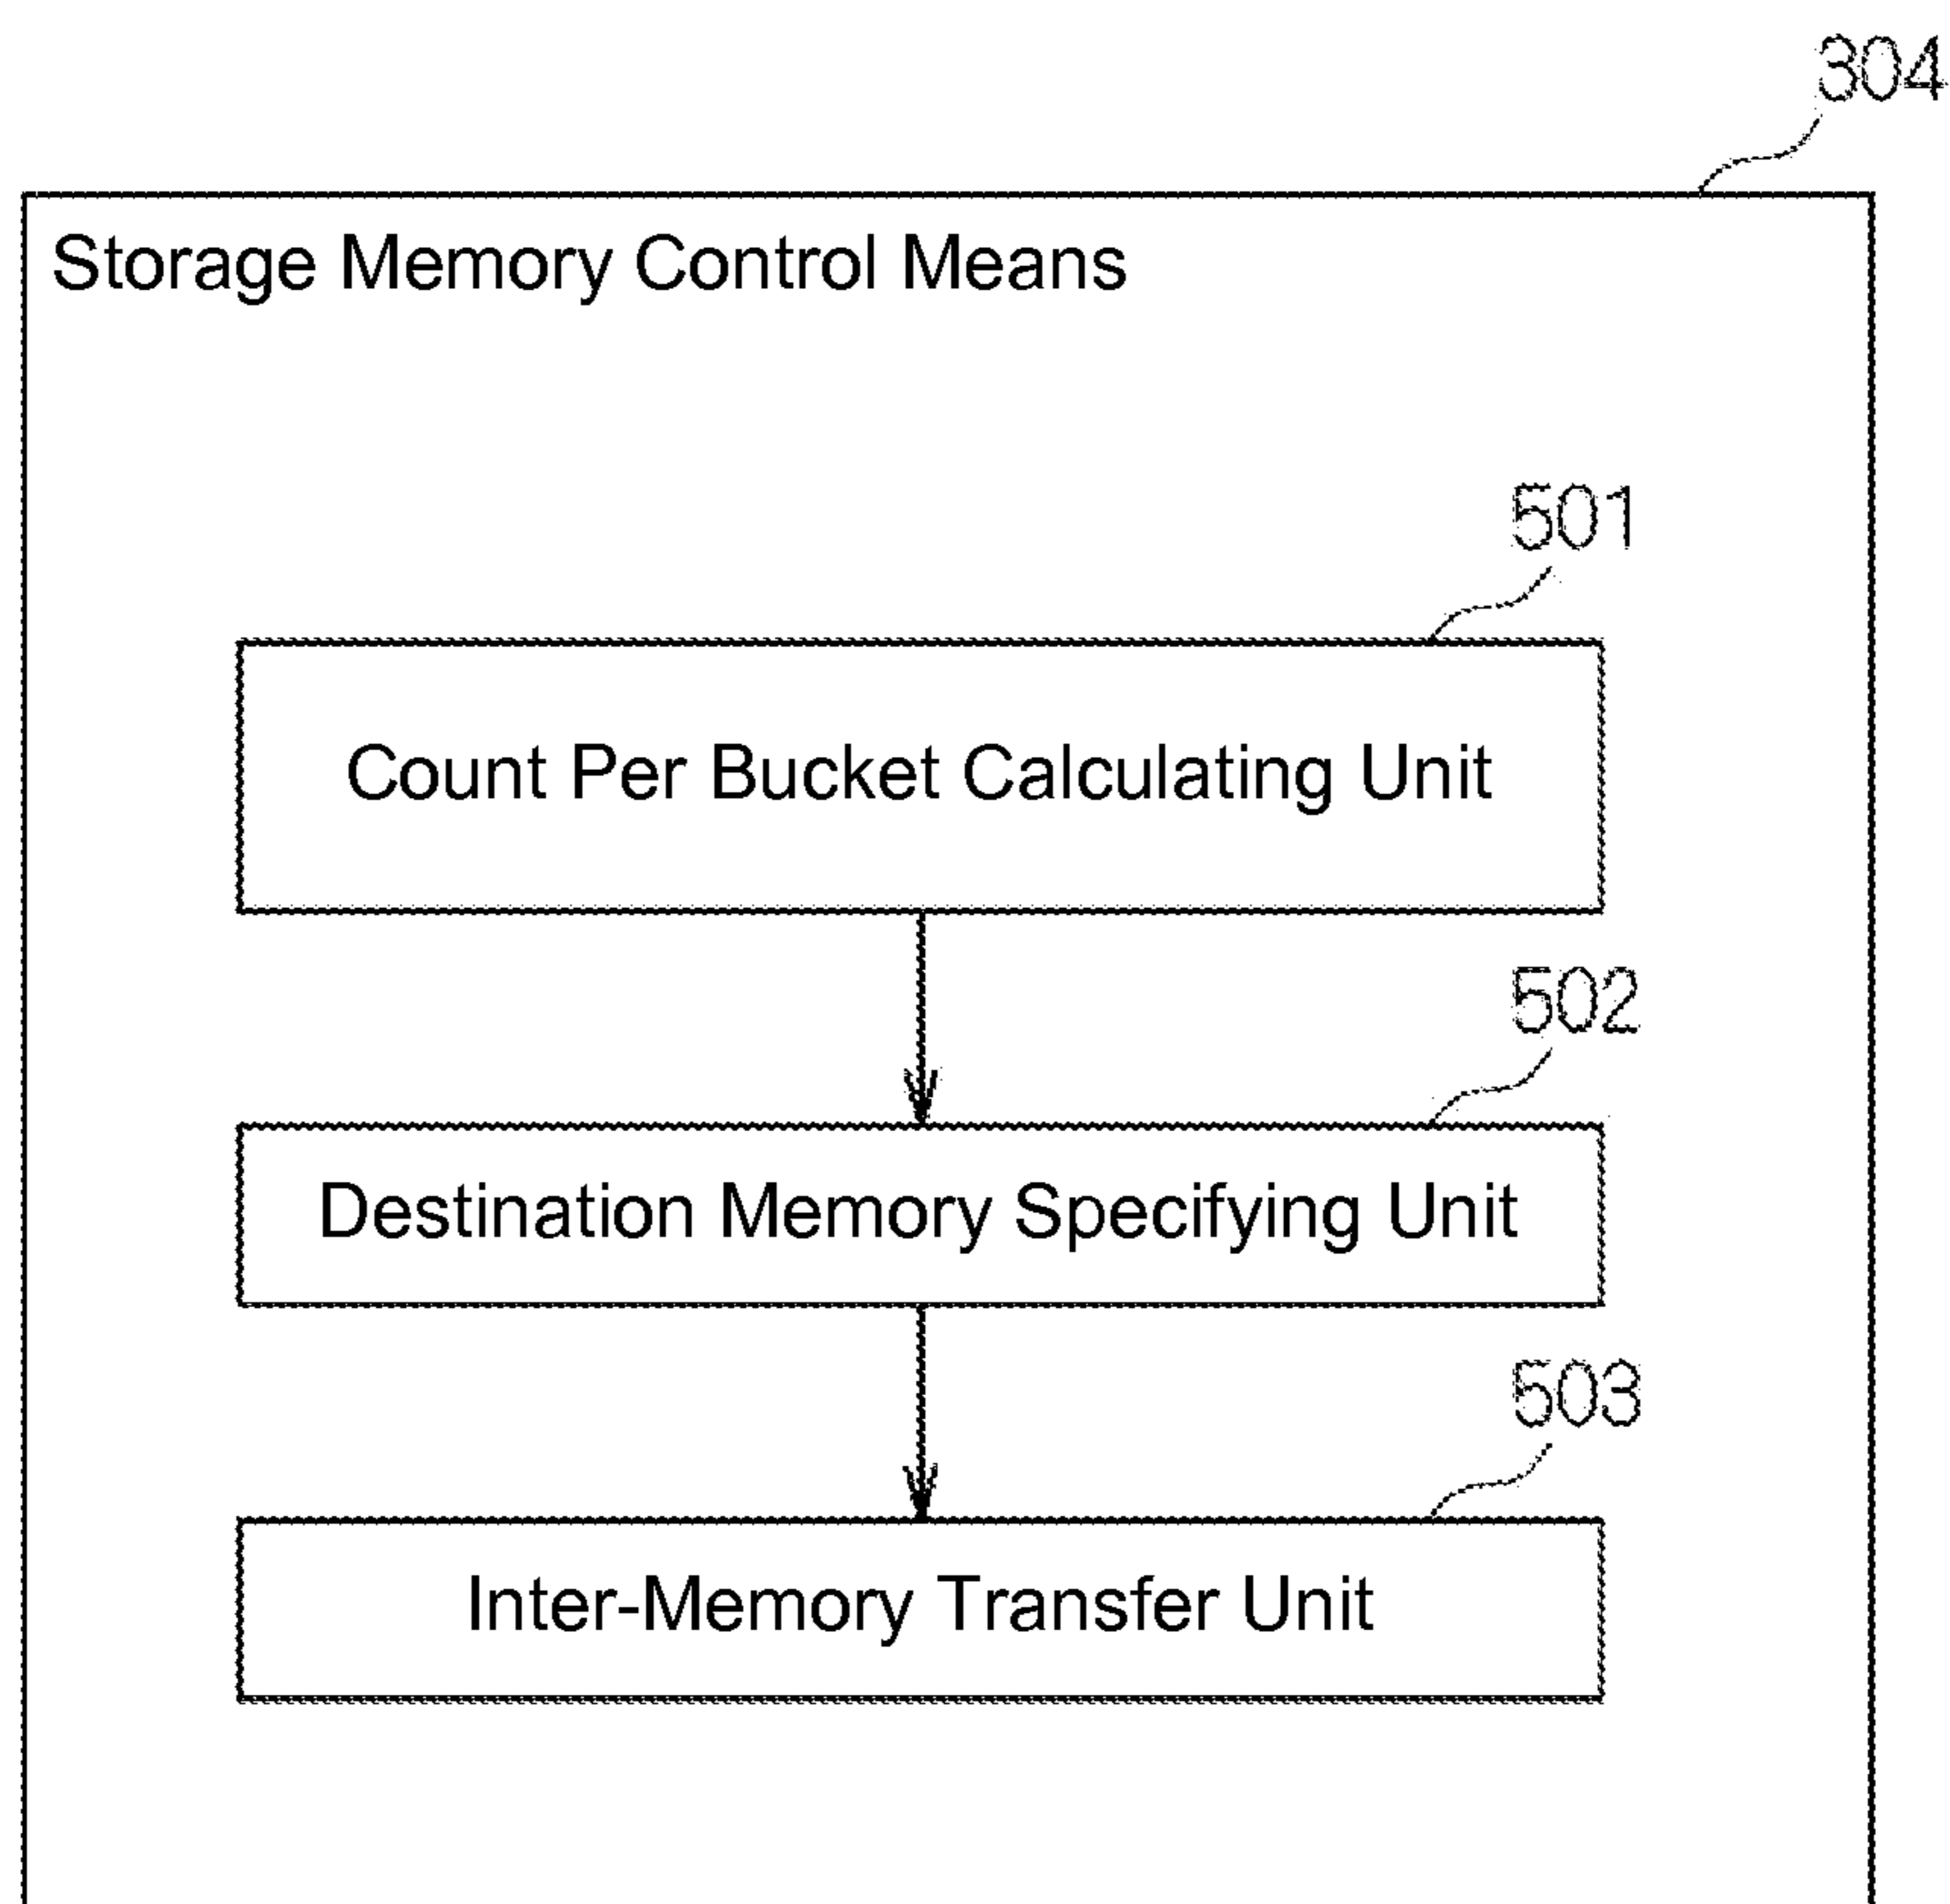 304
Storage Memory Control Means
501
Count Per Bucket Calculating Unit
502
Destination Memory Specifying Unit
503
Inter-Memory Transfer Unit